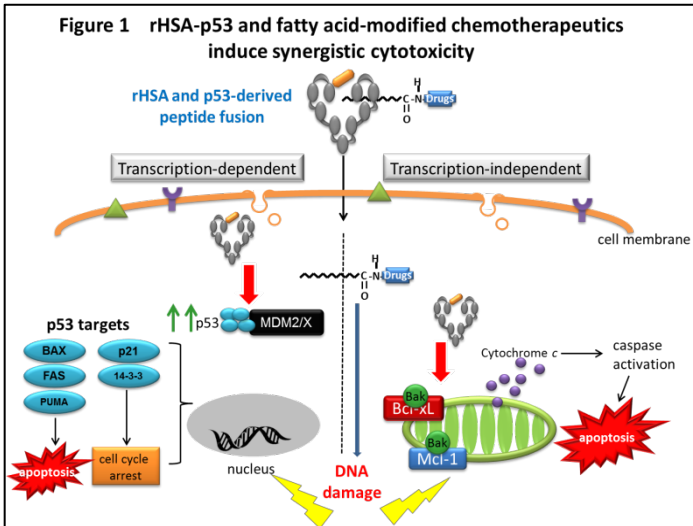 Figure 1 rHSA-p53 and fatty acid-modified chemotherapeutics
induce synergistic cytotoxicity
rHSA and p53-derived
peptide fusion
H
C-N-Drugs
O
Transcription-dependent
Transcription-independent
cell membrane
H
C-N-Drugs
O
p53
MDM2/X
p53 targets
BAX
p21
FAS
14-3-3
PUMA
apoptosis
cell cycle
arrest
nucleus
DNA
damage
Cytochrome c
caspase
activation
Bak
Bcl-xL
Bak
Mcl-1
apoptosis